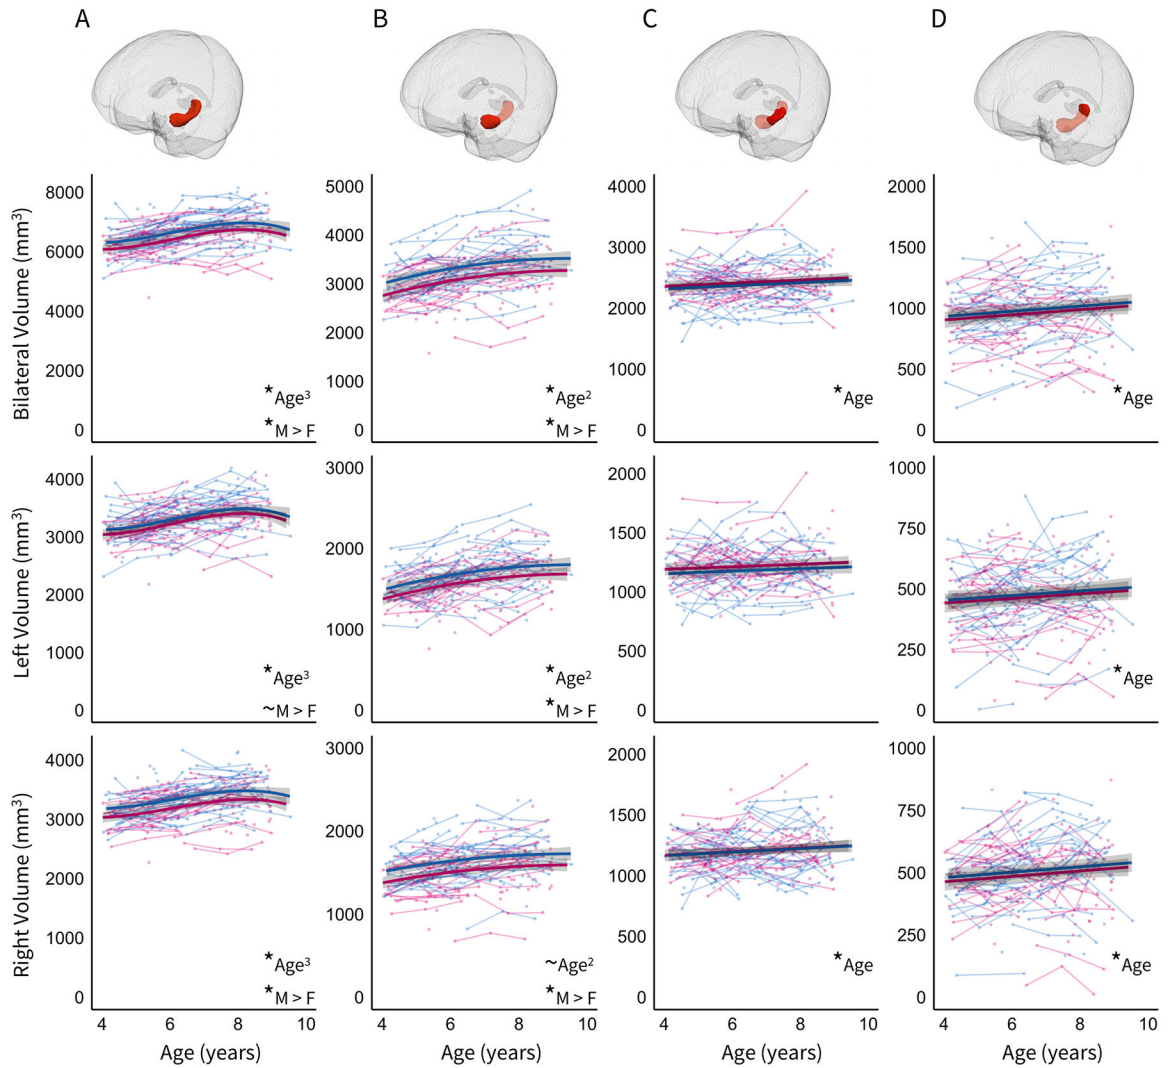 A B C D
Bilateral Volume (mm³)
8000
6000
4000
2000
0
*Age³
*M > F
5000
4000
3000
2000
1000
0
*Age²
*M > F
4000
3000
2000
1000
0
*Age
2000
1500
1000
500
0
*Age
Left Volume (mm³)
4000
3000
2000
1000
0
*Age³
~M > F
3000
2000
1000
0
*Age²
*M > F
2000
1500
1000
500
0
1000
750
500
250
0
*Age
Right Volume (mm³)
4000
3000
2000
1000
0
*Age³
*M > F
3000
2000
1000
0
~Age²
*M > F
2000
1500
1000
500
0
*Age
1000
750
500
250
0
*Age
4 6 8 10 4 6 8 10 4 6 8 10 4 6 8 10
Age (years) Age (years) Age (years) Age (years)